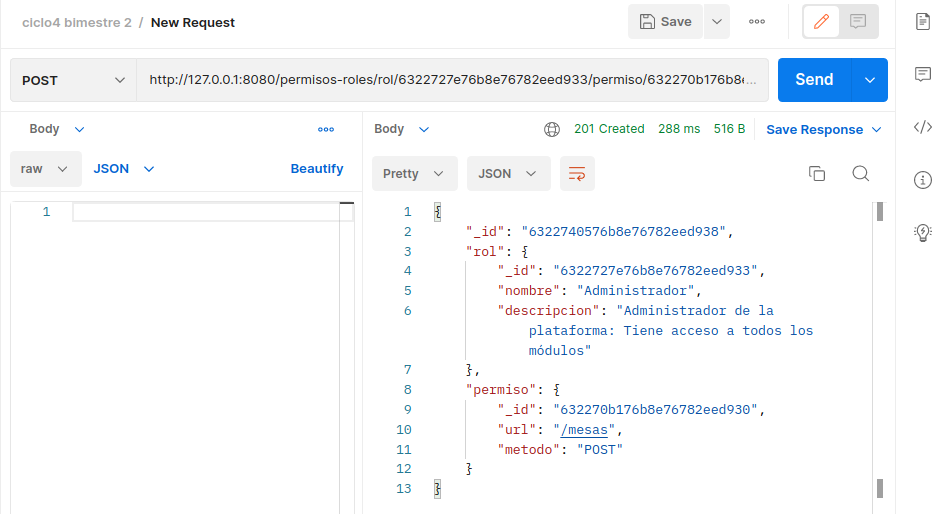 ciclo4 bimestre 2 / New Request
Save
POST
http://127.0.0.1:8080/permisos-roles/rol/6322727e76b8e76782eed933/permiso/632270b176b8e...
Send
Body
raw
JSON
Beautify
1
Body
201 Created 288 ms 516 B
Save Response
Pretty
JSON
1 {
2 "_id": "6322740576b8e76782eed938",
3 "rol": {
4 "_id": "6322727e76b8e76782eed933",
5 "nombre": "Administrador",
6 "descripcion": "Administrador de la
plataforma: Tiene acceso a todos los
módulos"
7 },
8 "permiso": {
9 "_id": "632270b176b8e76782eed930",
10 "url": "/mesas",
11 "metodo": "POST"
12 }
13 }